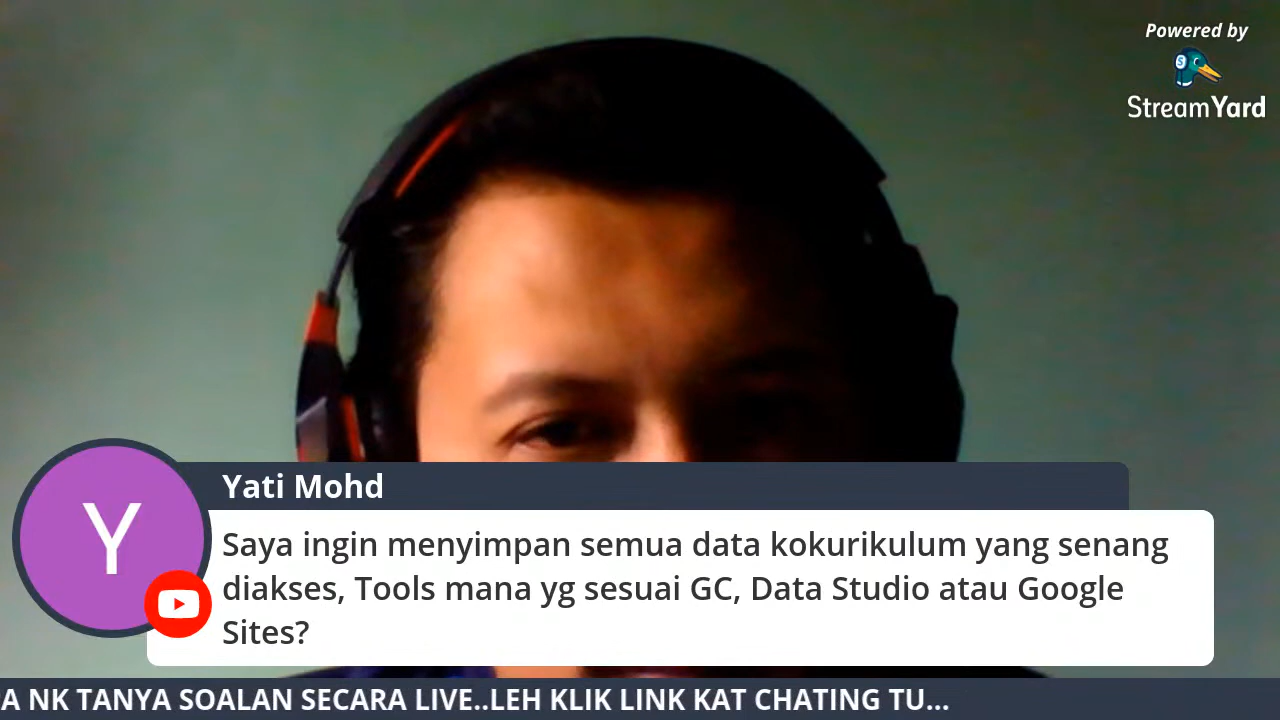 Powered by
StreamYard
Y
Yati Mohd
Saya ingin menyimpan semua data kokurikulum yang senang
diakses, Tools mana yg sesuai GC, Data Studio atau Google
Sites?
A NK TANYA SOALAN SECARA LIVE..LEH KLIK LINK KAT CHATING TU...